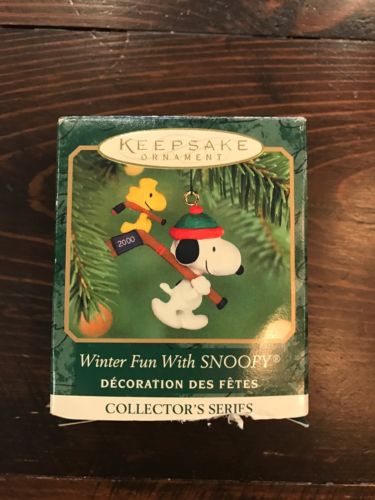 KEEPSAKE
ORNAMENT
2000
Winter Fun With SNOOPY®
DÉCORATION DES FÊTES
COLLECTOR'S SERIES